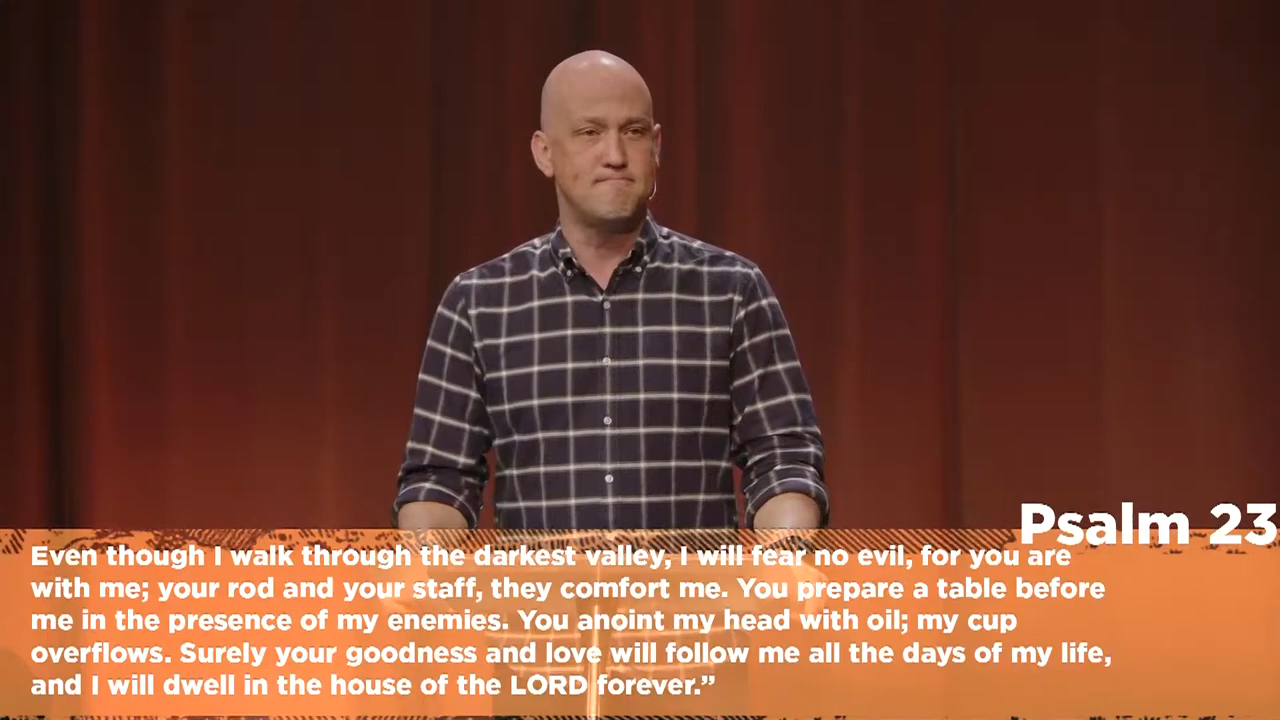 Psalm 23
Even though I walk through the darkest valley, I will fear no evil, for you are
with me; your rod and your staff, they comfort me. You prepare a table before
me in the presence of my enemies. You anoint my head with oil; my cup
overflows. Surely your goodness and love will follow me all the days of my life,
and I will dwell in the house of the LORD forever.”